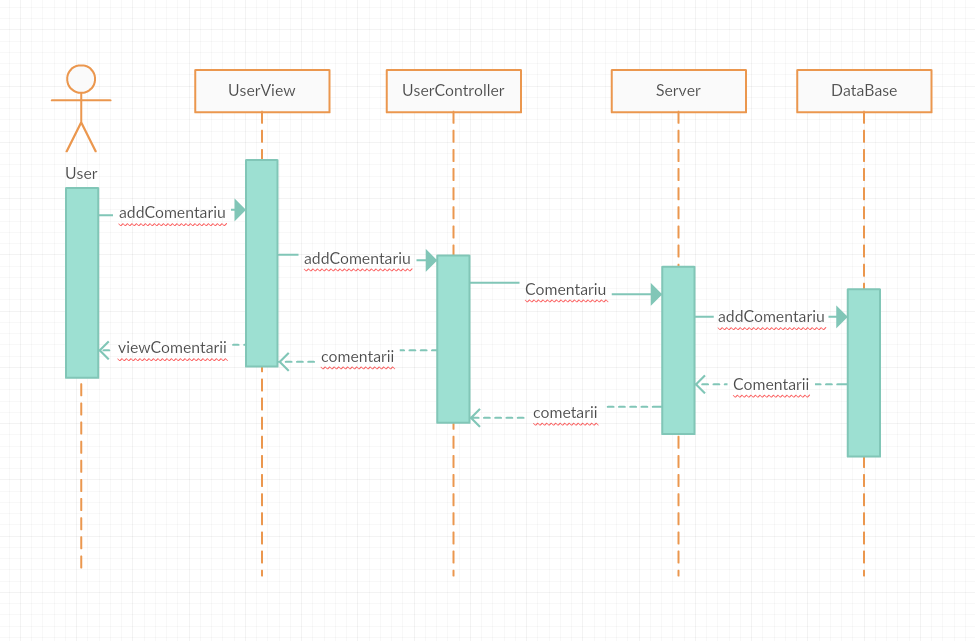 UserView
UserController
Server
DataBase
User
addComentariu
addComentariu
Comentariu
addComentariu
viewComentarii
comentarii
Comentarii
cometarii